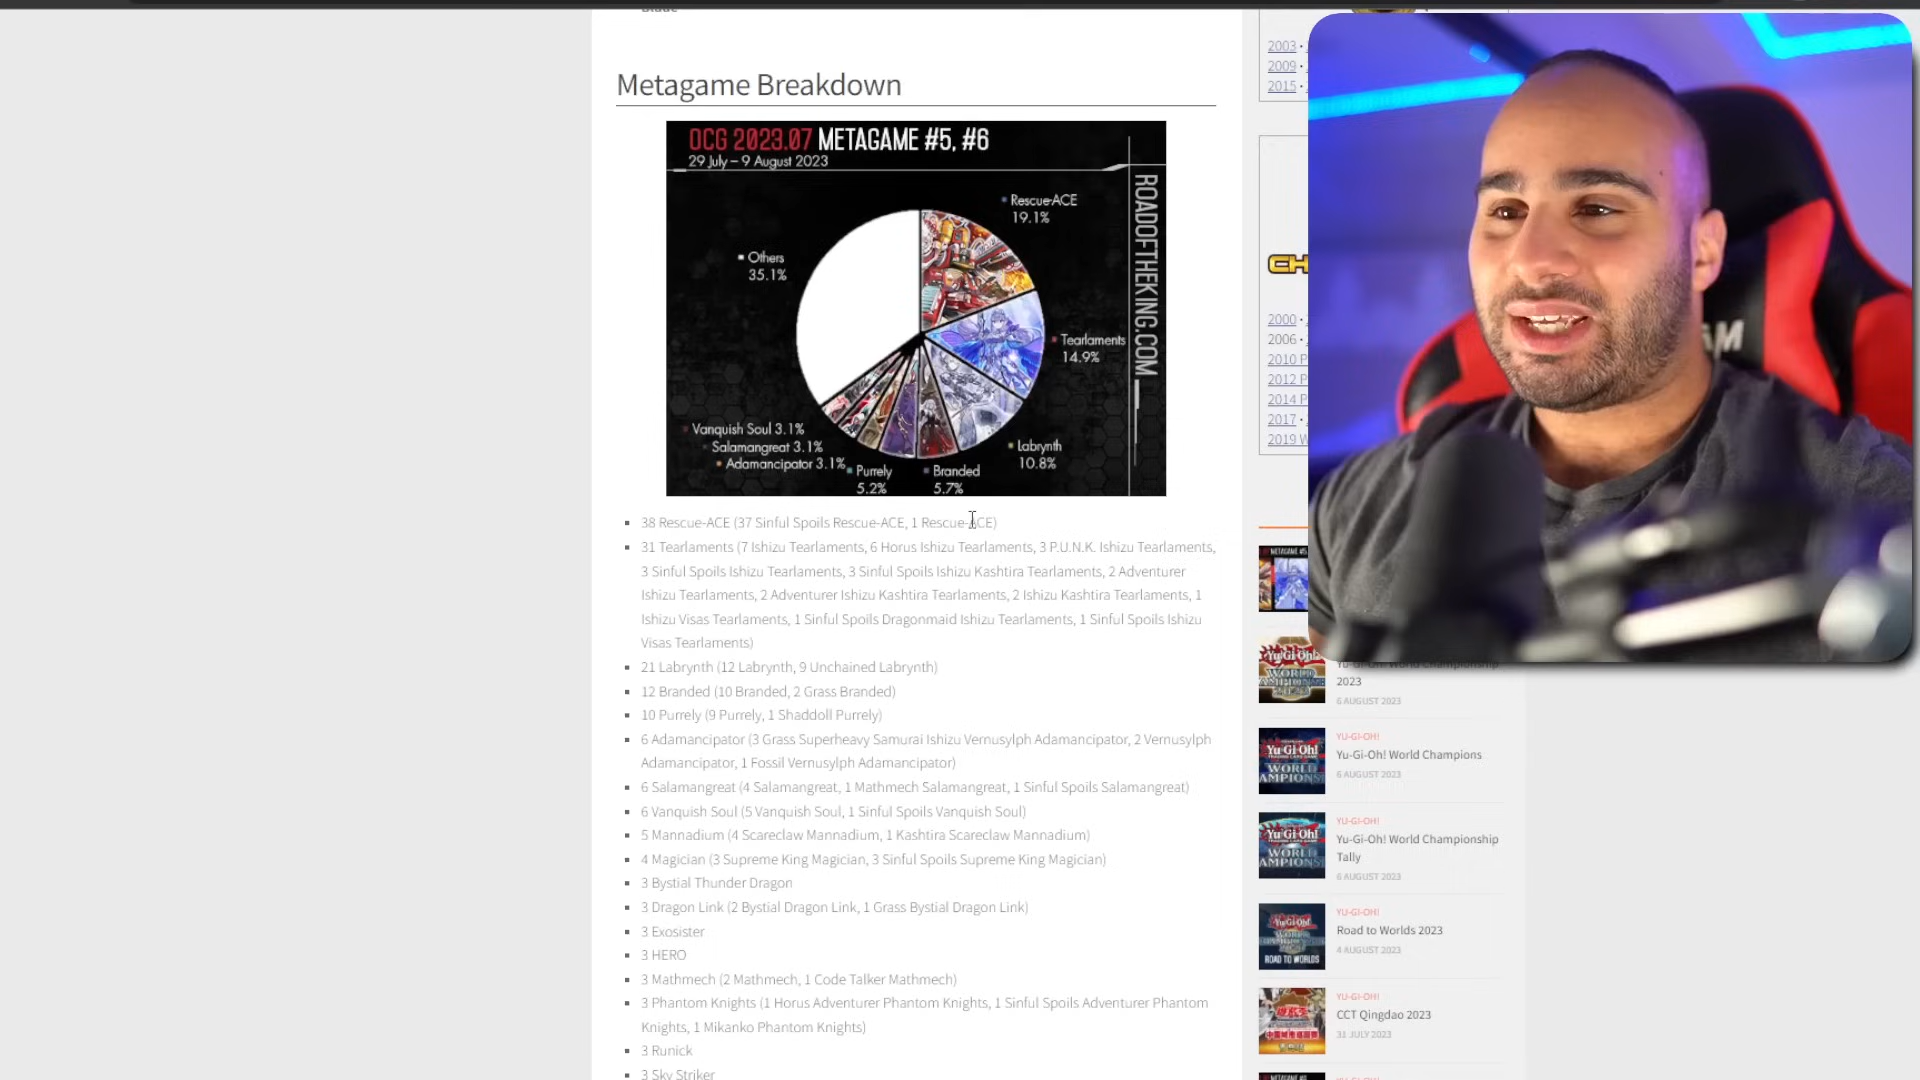 Metagame Breakdown
OCG 2023.07 METAGAME #5, #6
29 July – 9 August 2023
ROADOFTHEKING.COM
Rescue-ACE
19.1%
Others
35.1%
Tearlaments
14.9%
Vanquish Soul 3.1%
Salamangreat 3.1%
Adamancipator 3.1%
Purrely
5.2%
Branded
5.7%
Labrynth
10.8%
38 Rescue-ACE (37 Sinful Spoils Rescue-ACE, 1 Rescue-ACE)
31 Tearlaments (7 Ishizu Tearlaments, 6 Horus Ishizu Tearlaments, 3 P.U.N.K. Ishizu Tearlaments,
3 Sinful Spoils Ishizu Tearlaments, 3 Sinful Spoils Ishizu Kashtira Tearlaments, 2 Adventurer
Ishizu Tearlaments, 2 Adventurer Ishizu Kashtira Tearlaments, 2 Ishizu Kashtira Tearlaments, 1
Ishizu Visas Tearlaments, 1 Sinful Spoils Dragonmaid Ishizu Tearlaments, 1 Sinful Spoils Ishizu
Visas Tearlaments)
21 Labrynth (12 Labrynth, 9 Unchained Labrynth)
12 Branded (10 Branded, 2 Grass Branded)
10 Purrely (9 Purrely, 1 Shaddoll Purrely)
6 Adamancipator (3 Grass Superheavy Samurai Ishizu Vernusylph Adamancipator, 2 Vernusylph
Adamancipator, 1 Fossil Vernusylph Adamancipator)
6 Salamangreat (4 Salamangreat, 1 Mathmech Salamangreat, 1 Sinful Spoils Salamangreat)
6 Vanquish Soul (5 Vanquish Soul, 1 Sinful Spoils Vanquish Soul)
5 Mannadium (4 Scareclaw Mannadium, 1 Kashtira Scareclaw Mannadium)
4 Magician (3 Supreme King Magician, 3 Sinful Spoils Supreme King Magician)
3 Bystial Thunder Dragon
3 Dragon Link (2 Bystial Dragon Link, 1 Grass Bystial Dragon Link)
3 Exosister
3 HERO
3 Mathmech (2 Mathmech, 1 Code Talker Mathmech)
3 Phantom Knights (1 Horus Adventurer Phantom Knights, 1 Sinful Spoils Adventurer Phantom
Knights, 1 Mikanko Phantom Knights)
3 Runick
3 Sky Striker
2003 •
2009 •
2015 •
CH
2000 •
2006 •
2010 P
2012 P
2014 P
2017 •
2019 W
Yu-Gi-Oh! World Championship
2023
6 AUGUST 2023
YU-GI-OH!
Yu-Gi-Oh! World Champions
6 AUGUST 2023
YU-GI-OH!
Yu-Gi-Oh! World Championship
Tally
6 AUGUST 2023
YU-GI-OH!
Road to Worlds 2023
4 AUGUST 2023
YU-GI-OH!
CCT Qingdao 2023
31 JULY 2023